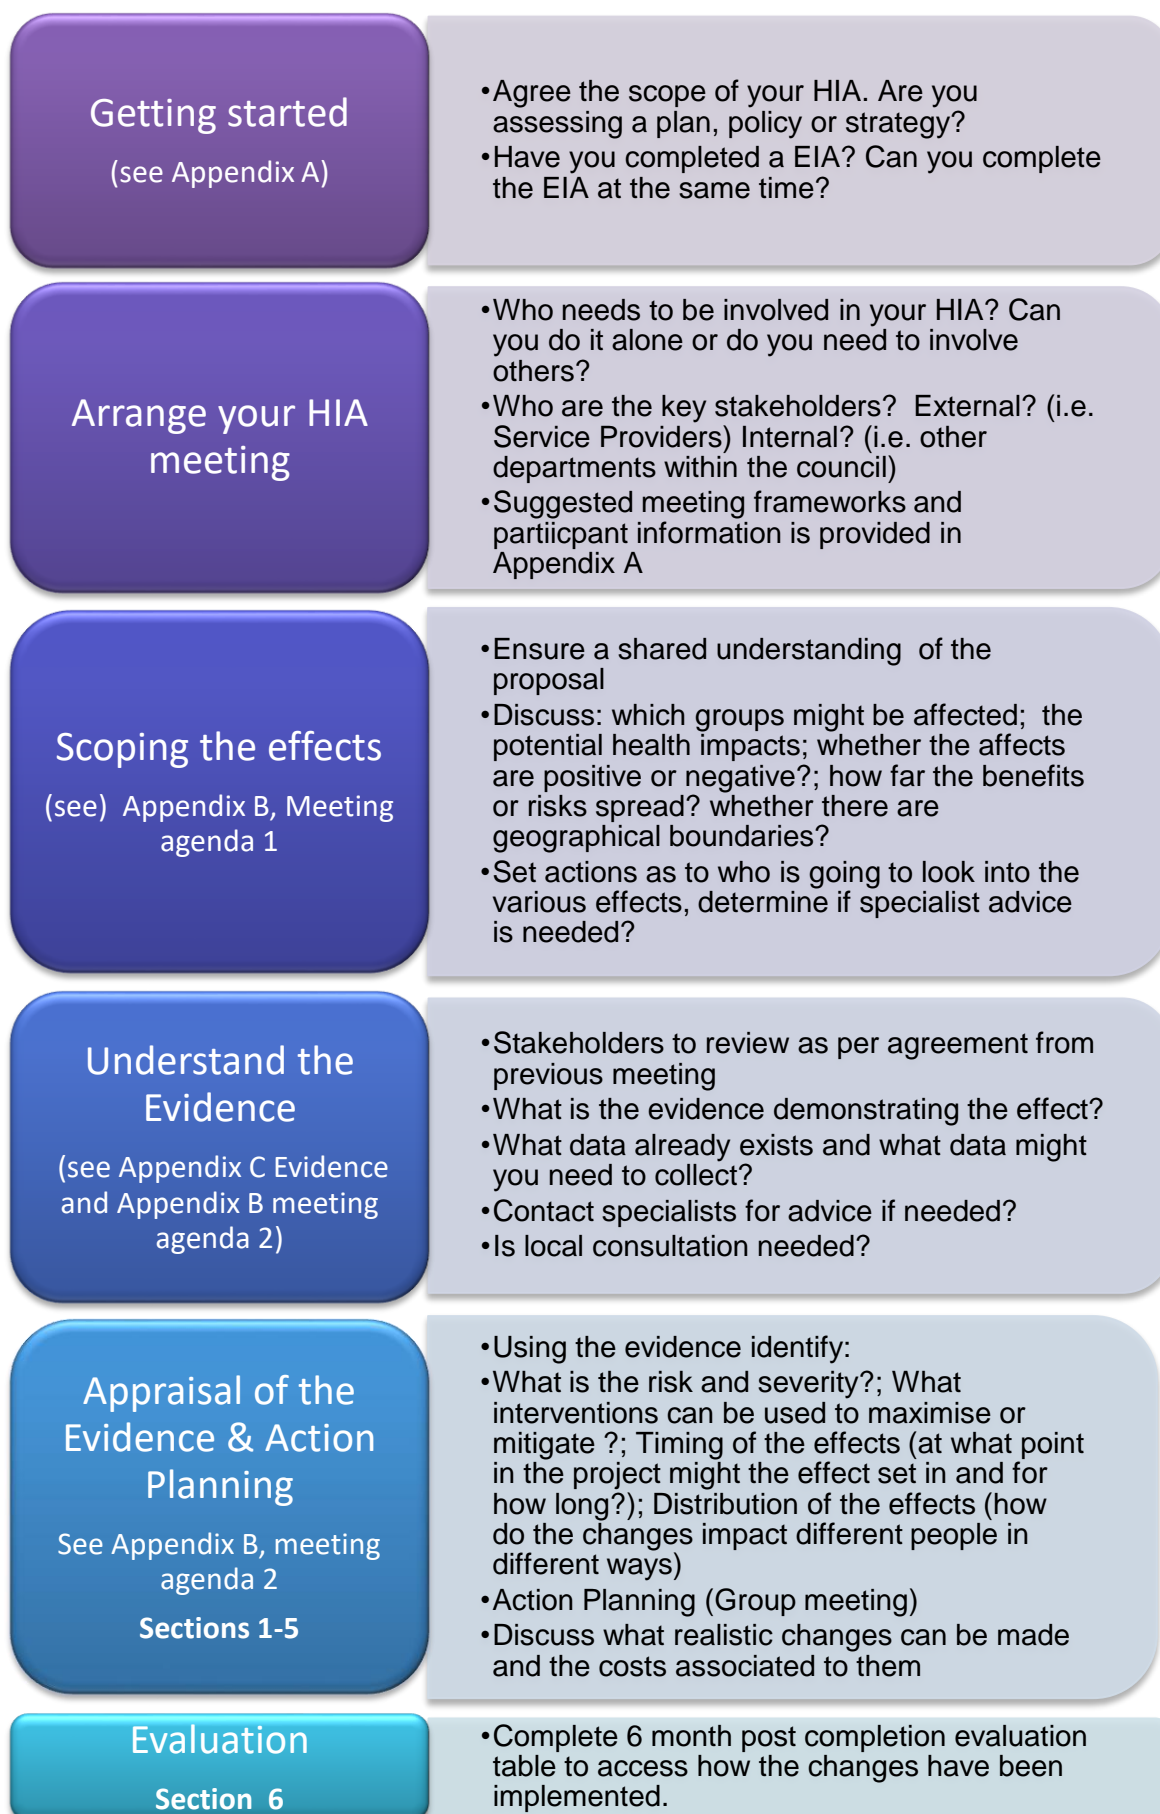 Getting started
(see Appendix A)
•Agree the scope of your HIA. Are you
assessing a plan, policy or strategy?
•Have you completed a EIA? Can you complete
the EIA at the same time?
Arrange your HIA
meeting
•Who needs to be involved in your HIA? Can
you do it alone or do you need to involve
others?
•Who are the key stakeholders?  External? (i.e.
Service Providers) Internal? (i.e. other
departments within the council)
•Suggested meeting frameworks and
partiicpant information is provided in
Appendix A
Scoping the effects
(see)  Appendix B, Meeting
agenda 1
•Ensure a shared understanding  of the
proposal
•Discuss: which groups might be affected;  the
potential health impacts; whether the affects
are positive or negative?; how far the benefits
or risks spread? whether there are
geographical boundaries?
•Set actions as to who is going to look into the
various effects, determine if specialist advice
is needed?
Understand the
Evidence
(see Appendix C Evidence
and Appendix B meeting
agenda 2)
•Stakeholders to review as per agreement from
previous meeting
•What is the evidence demonstrating the effect?
•What data already exists and what data might
you need to collect?
•Contact specialists for advice if needed?
•Is local consultation needed?
Appraisal of the
Evidence & Action
Planning
See Appendix B, meeting
agenda 2
Sections 1-5
•Using the evidence identify:
•What is the risk and severity?; What
interventions can be used to maximise or
mitigate ?; Timing of the effects (at what point
in the project might the effect set in and for
how long?); Distribution of the effects (how
do the changes impact different people in
different ways)
•Action Planning (Group meeting)
•Discuss what realistic changes can be made
and the costs associated to them
Evaluation
Section  6
•Complete 6 month post completion evaluation
table to access how the changes have been
implemented.